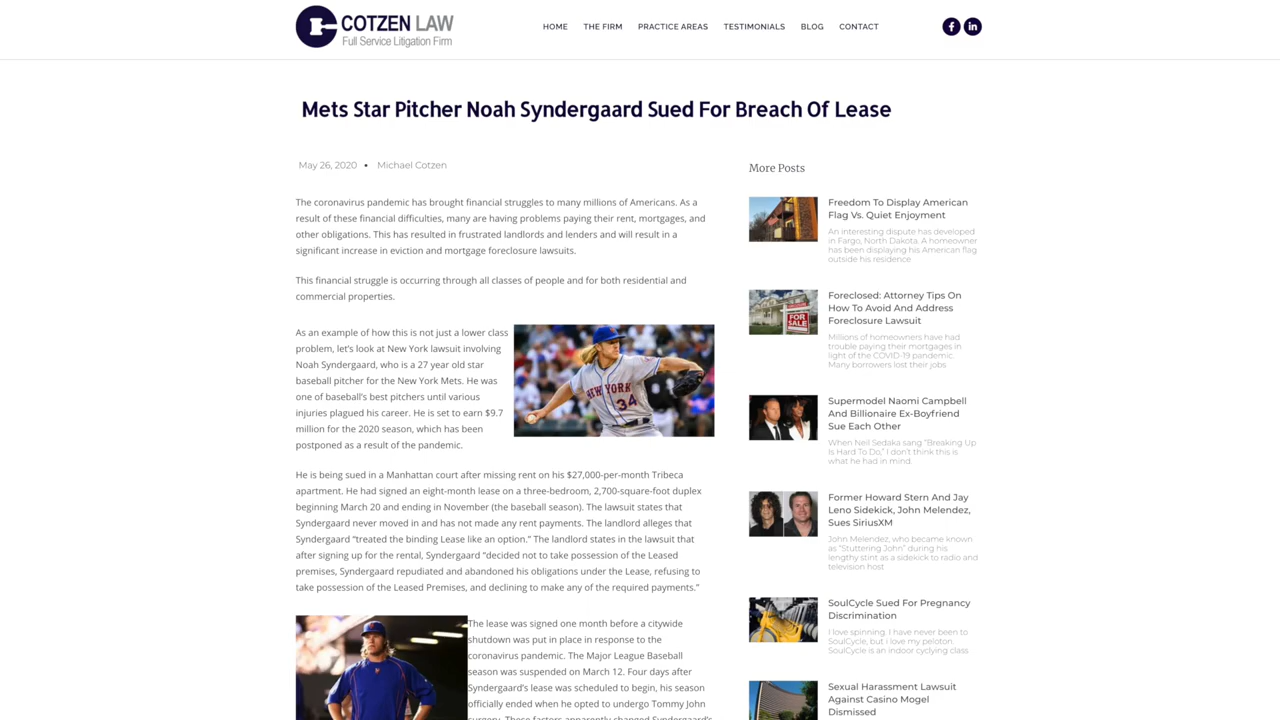 COTZEN LAW
Full Service Litigation Firm
HOME THE FIRM PRACTICE AREAS TESTIMONIALS BLOG CONTACT
Mets Star Pitcher Noah Syndergaard Sued For Breach Of Lease
May 26, 2020 • Michael Cotzen
The coronavirus pandemic has brought financial struggles to many millions of Americans. As a
result of these financial difficulties, many are having problems paying their rent, mortgages, and
other obligations. This has resulted in frustrated landlords and lenders and will result in a
significant increase in eviction and mortgage foreclosure lawsuits.
This financial struggle is occurring through all classes of people and for both residential and
commercial properties.
As an example of how this is not just a lower class
problem, let's look at New York lawsuit involving
Noah Syndergaard, who is a 27 year old star
baseball pitcher for the New York Mets. He was
one of baseball's best pitchers until various
injuries plagued his career. He is set to earn $9.7
million for the 2020 season, which has been
postponed as a result of the pandemic.
NEW YORK
34
He is being sued in a Manhattan court after missing rent on his $27,000-per-month Tribeca
apartment. He had signed an eight-month lease on a three-bedroom, 2,700-square-foot duplex
beginning March 20 and ending in November (the baseball season). The lawsuit states that
Syndergaard never moved in and has not made any rent payments. The landlord alleges that
Syndergaard “treated the binding Lease like an option.” The landlord states in the lawsuit that
after signing up for the rental, Syndergaard “decided not to take possession of the Leased
premises, Syndergaard repudiated and abandoned his obligations under the Lease, refusing to
take possession of the Leased Premises, and declining to make any of the required payments.”
The lease was signed one month before a citywide
shutdown was put in place in response to the
coronavirus pandemic. The Major League Baseball
season was suspended on March 12. Four days after
Syndergaard's lease was scheduled to begin, his season
officially ended when he opted to undergo Tommy John
surgery. These factors apparently changed Syndergaard's
More Posts
Freedom To Display American
Flag Vs. Quiet Enjoyment
An interesting dispute has developed
in Fargo, North Dakota. A homeowner
has been displaying his American flag
outside his residence
FOR
SALE
Foreclosed: Attorney Tips On
How To Avoid And Address
Foreclosure Lawsuit
Millions of homeowners have had
trouble paying their mortgages in
light of the COVID-19 pandemic.
Many borrowers lost their jobs
Supermodel Naomi Campbell
And Billionaire Ex-Boyfriend
Sue Each Other
When Neil Sedaka sang “Breaking Up
Is Hard To Do,” I don't think this is
what he had in mind.
Former Howard Stern And Jay
Leno Sidekick, John Melendez,
Sues SiriusXM
John Melendez, who became known
as “Stuttering John” during his
lengthy stint as a sidekick to radio and
television host
SoulCycle Sued For Pregnancy
Discrimination
I love spinning. I have never been to
SoulCycle, but i love my peloton.
SoulCycle is an indoor cyclying class
Sexual Harassment Lawsuit
Against Casino Mogel
Dismissed